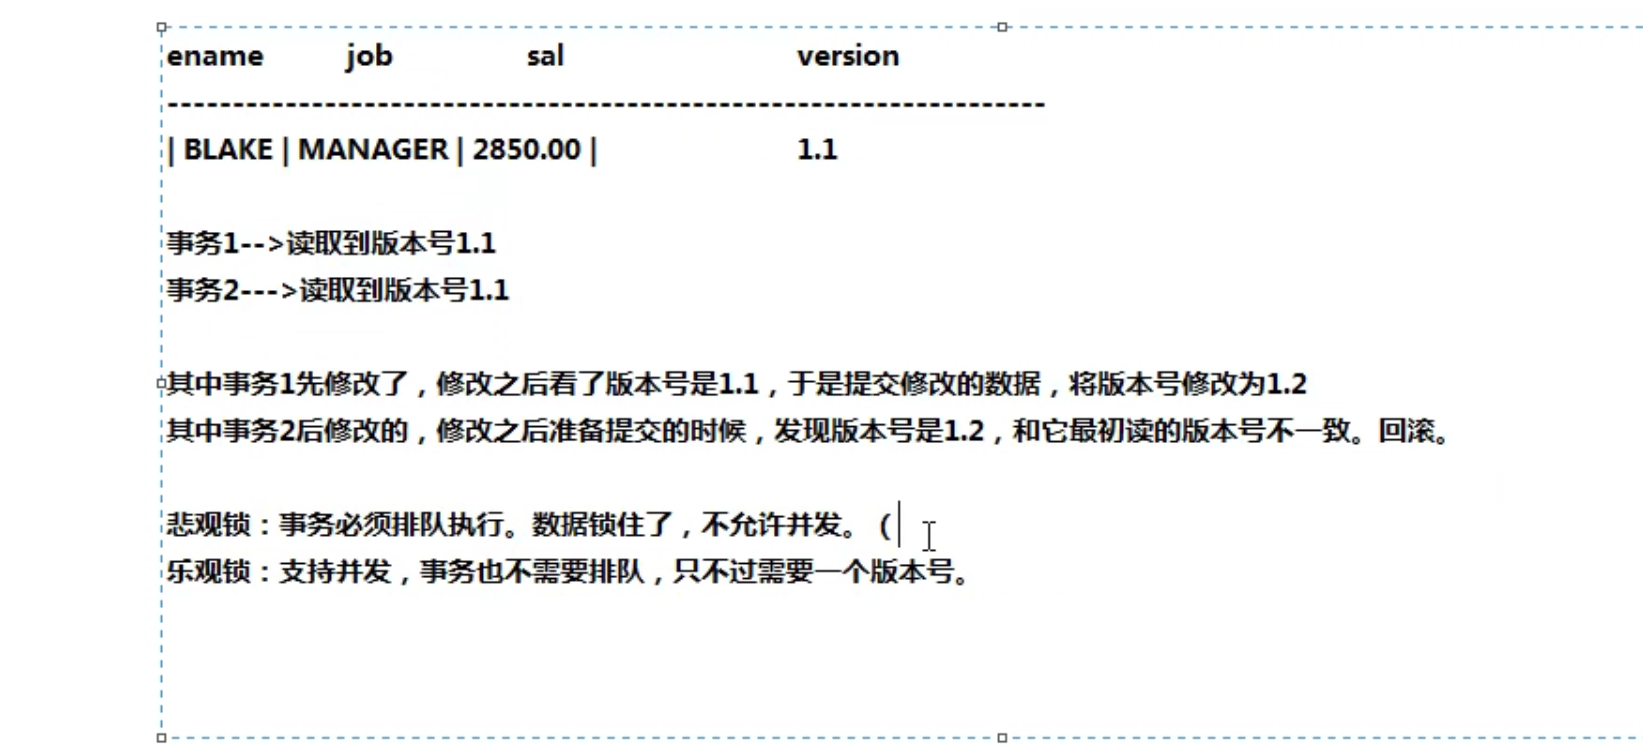 ename job sal version
-------------------------------------------------------------------
| BLAKE | MANAGER | 2850.00 | 1.1
事务1-->读取到版本号1.1
事务2--->读取到版本号1.1
其中事务1先修改了，修改之后看了版本号是1.1，于是提交修改的数据，将版本号修改为1.2
其中事务2后修改的，修改之后准备提交的时候，发现版本号是1.2，和它最初读的版本号不一致。回滚。
悲观锁：事务必须排队执行。数据锁住了，不允许并发。（
乐观锁：支持并发，事务也不需要排队，只不过需要一个版本号。